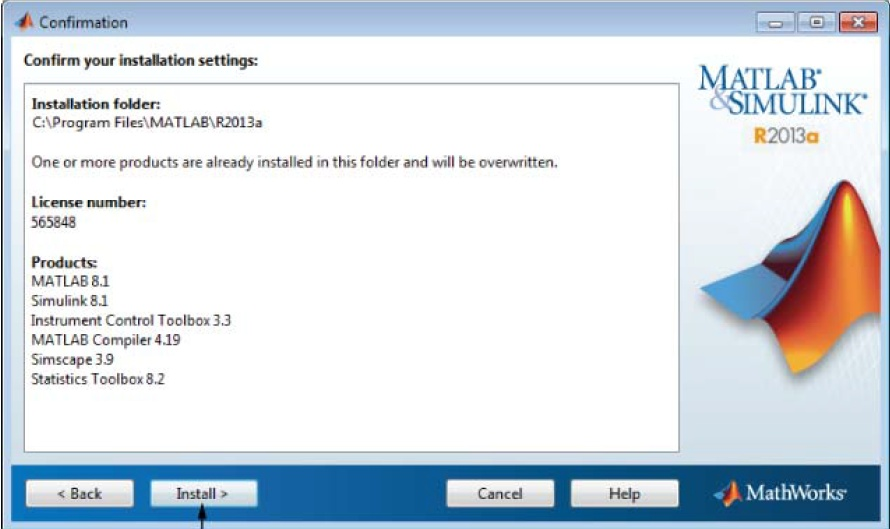 Confirmation
Confirm your installation settings:
MATLAB®
&SIMULINK®
R2013a
Installation folder:
C:\Program Files\MATLAB\R2013a
One or more products are already installed in this folder and will be overwritten.
License number:
565848
Products:
MATLAB 8.1
Simulink 8.1
Instrument Control Toolbox 3.3
MATLAB Compiler 4.19
Simscape 3.9
Statistics Toolbox 8.2
< Back
Install >
Cancel
Help
MathWorks®